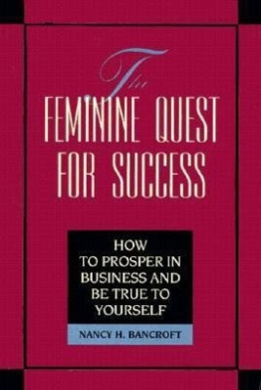 The
FEMININE QUEST
FOR SUCCESS
HOW
TO PROSPER IN
BUSINESS AND
BE TRUE TO
YOURSELF
NANCY H. BANCROFT